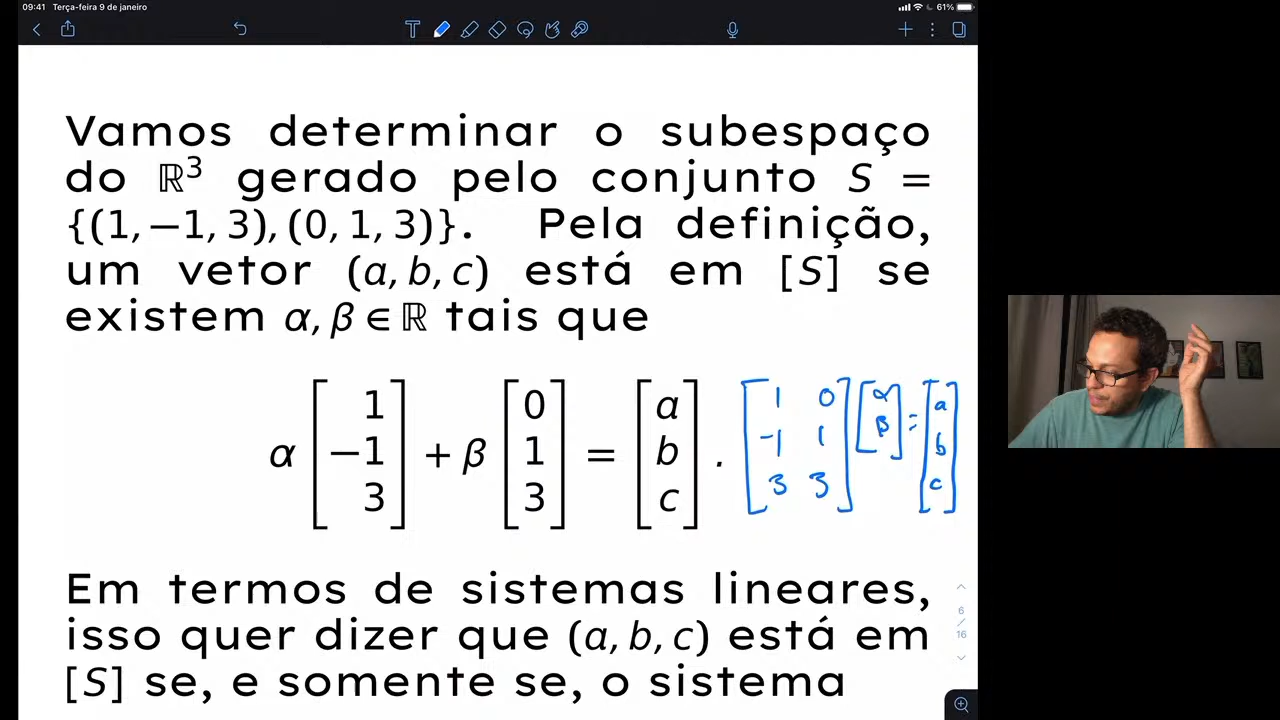 09:41 Terça-feira 9 de janeiro 61%
Vamos determinar o subespaço
do ℝ³ gerado pelo conjunto S =
{(1, −1, 3), (0, 1, 3)}. Pela definição,
um vetor (a, b, c) está em [S] se
existem α, β ∈ ℝ tais que
α [1 −1 3] + β [0 1 3] = [a b c] .
[1 0 −1 1 3 3] [α β] = [a b c]
Em termos de sistemas lineares,
isso quer dizer que (a, b, c) está em
[S] se, e somente se, o sistema
6 / 16